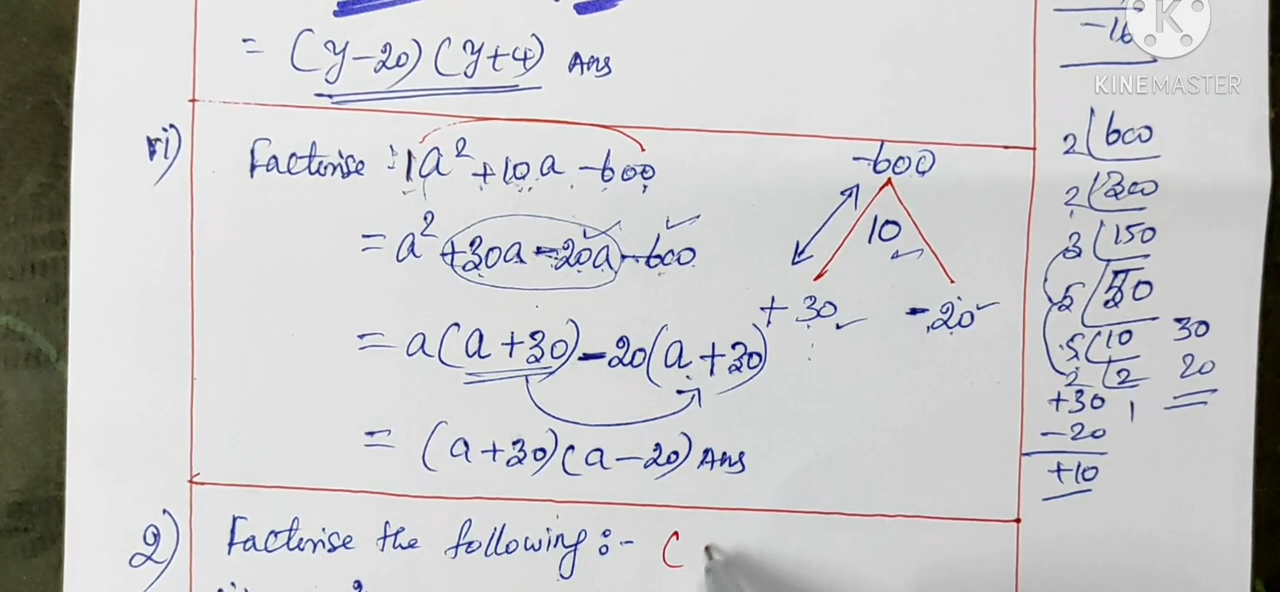 = (y-20) (y+4) Ans
-16
K
KINEMASTER
vi) Factorise : 1a² + 10a - 600
= a² + 30a - 20a - 600
= a(a+30) - 20(a+30)
= (a+30)(a-20) Ans
-600
10
+30 -20
2 600
2 300
3 150
5 50
5 10
2 2
1
30
20
+30
-20
+10
2) Factorise the following :- (